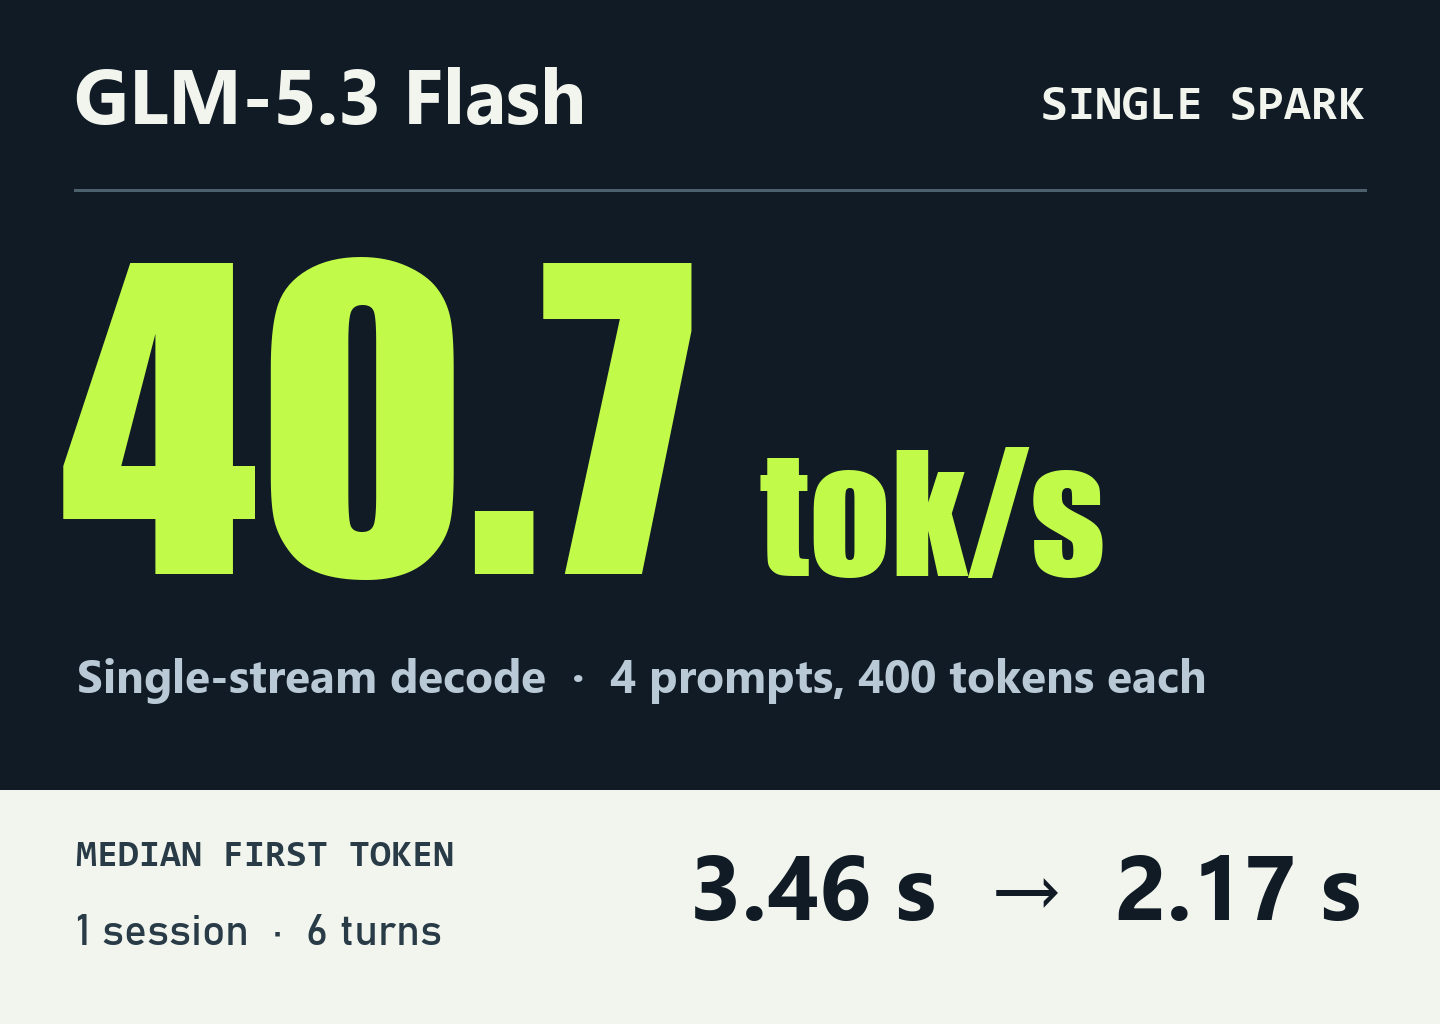 GLM-5.3 Flash
SINGLE SPARK
40.7 tok/s
Single-stream decode · 4 prompts, 400 tokens each
MEDIAN FIRST TOKEN
1 session · 6 turns
3.46 s → 2.17 s